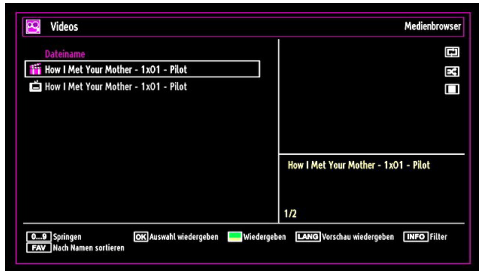 Videos Medienbrowser
Dateiname
How I Met Your Mother - 1x01 - Pilot
How I Met Your Mother - 1x01 - Pilot
How I Met Your Mother - 1x01 - Pilot
1/2
0...9 Springen OK Auswahl wiedergeben Wiedergeben LANG Vorschau wiedergeben INFO Filter
FAV Nach Namen sortieren